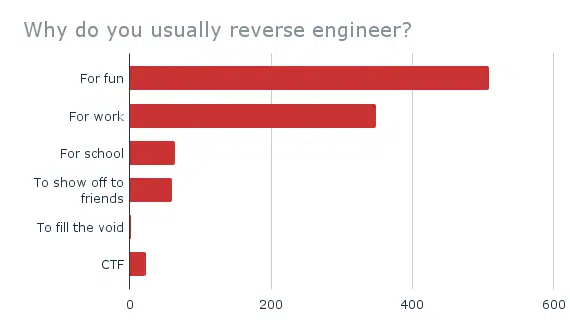 Why do you usually reverse engineer?
For fun
For work
For school
To show off to
friends
To fill the void
CTF
0
200
400
600